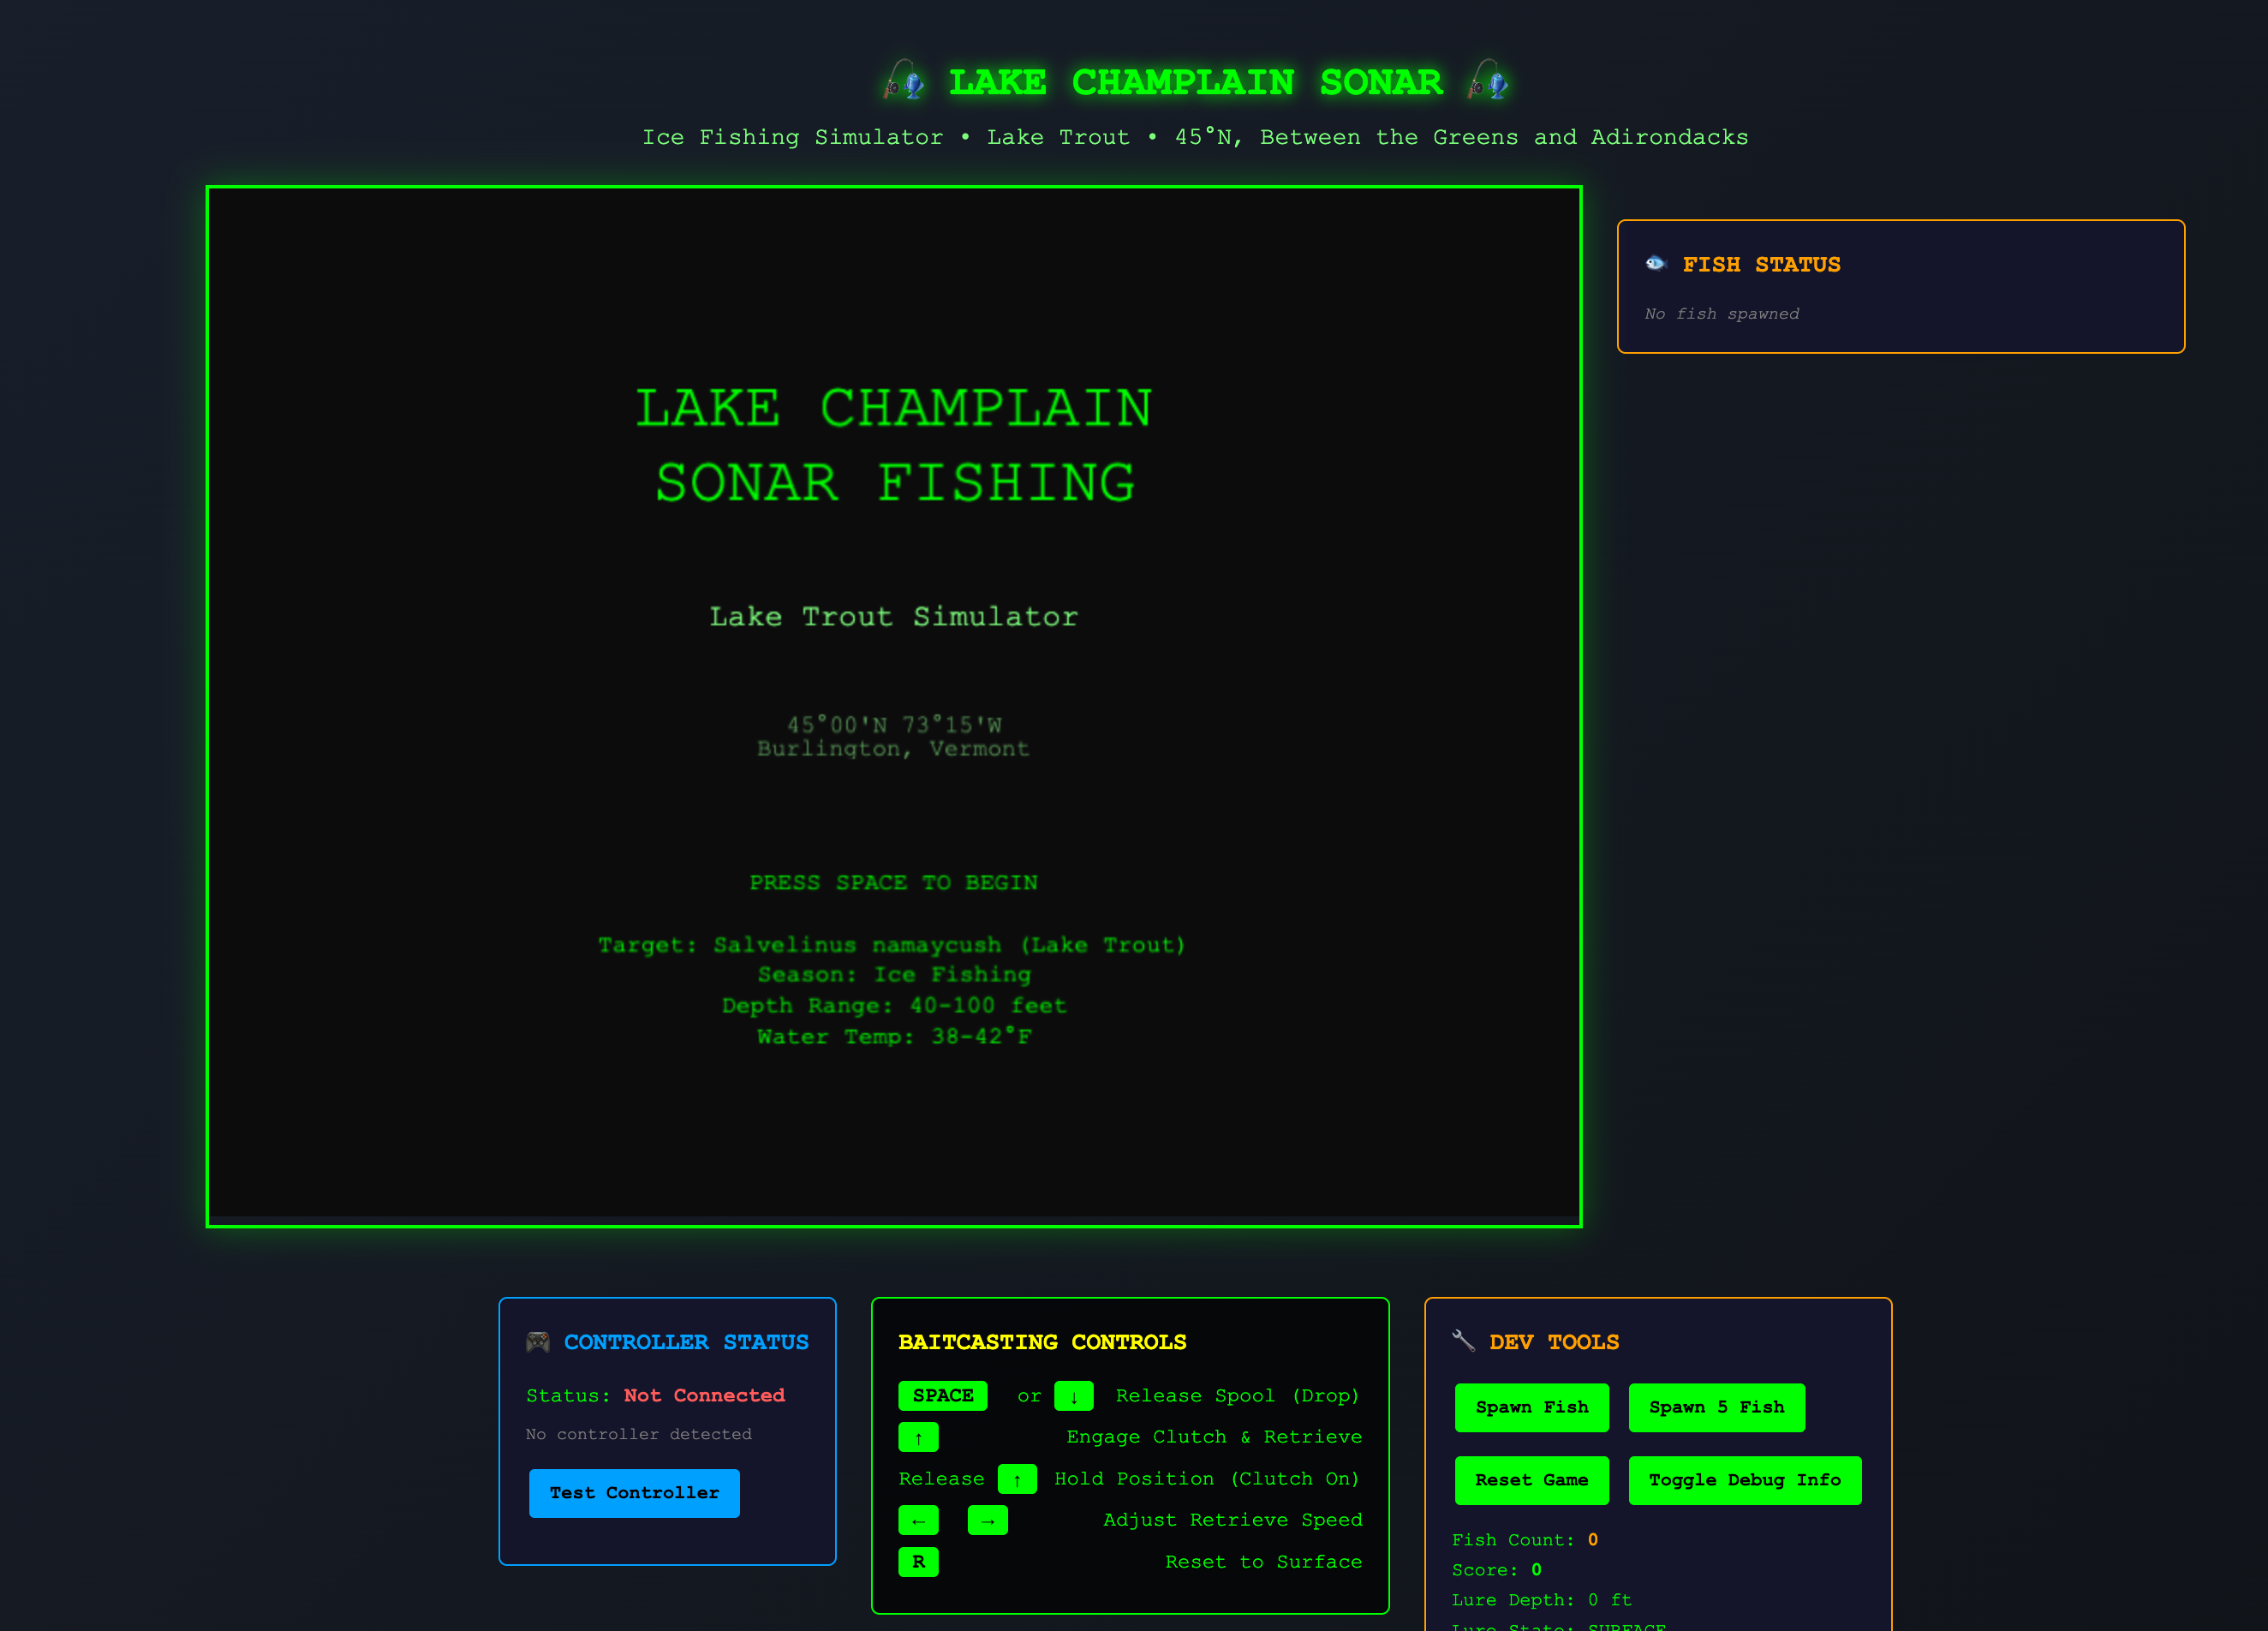 LAKE CHAMPLAIN SONAR
Ice Fishing Simulator • Lake Trout • 45°N, Between the Greens and Adirondacks
LAKE CHAMPLAIN
SONAR FISHING
Lake Trout Simulator
45°00'N 73°15'W
Burlington, Vermont
PRESS SPACE TO BEGIN
Target: Salvelinus namaycush (Lake Trout)
Season: Ice Fishing
Depth Range: 40-100 feet
Water Temp: 38-42°F
FISH STATUS
No fish spawned
CONTROLLER STATUS
Status: Not Connected
No controller detected
Test Controller
BAITCASTING CONTROLS
SPACE or ↓ Release Spool (Drop)
↑ Engage Clutch & Retrieve
Release ↑ Hold Position (Clutch On)
← → Adjust Retrieve Speed
R Reset to Surface
DEV TOOLS
Spawn Fish Spawn 5 Fish
Reset Game Toggle Debug Info
Fish Count: 0
Score: 0
Lure Depth: 0 ft
Lure State: SURFACE